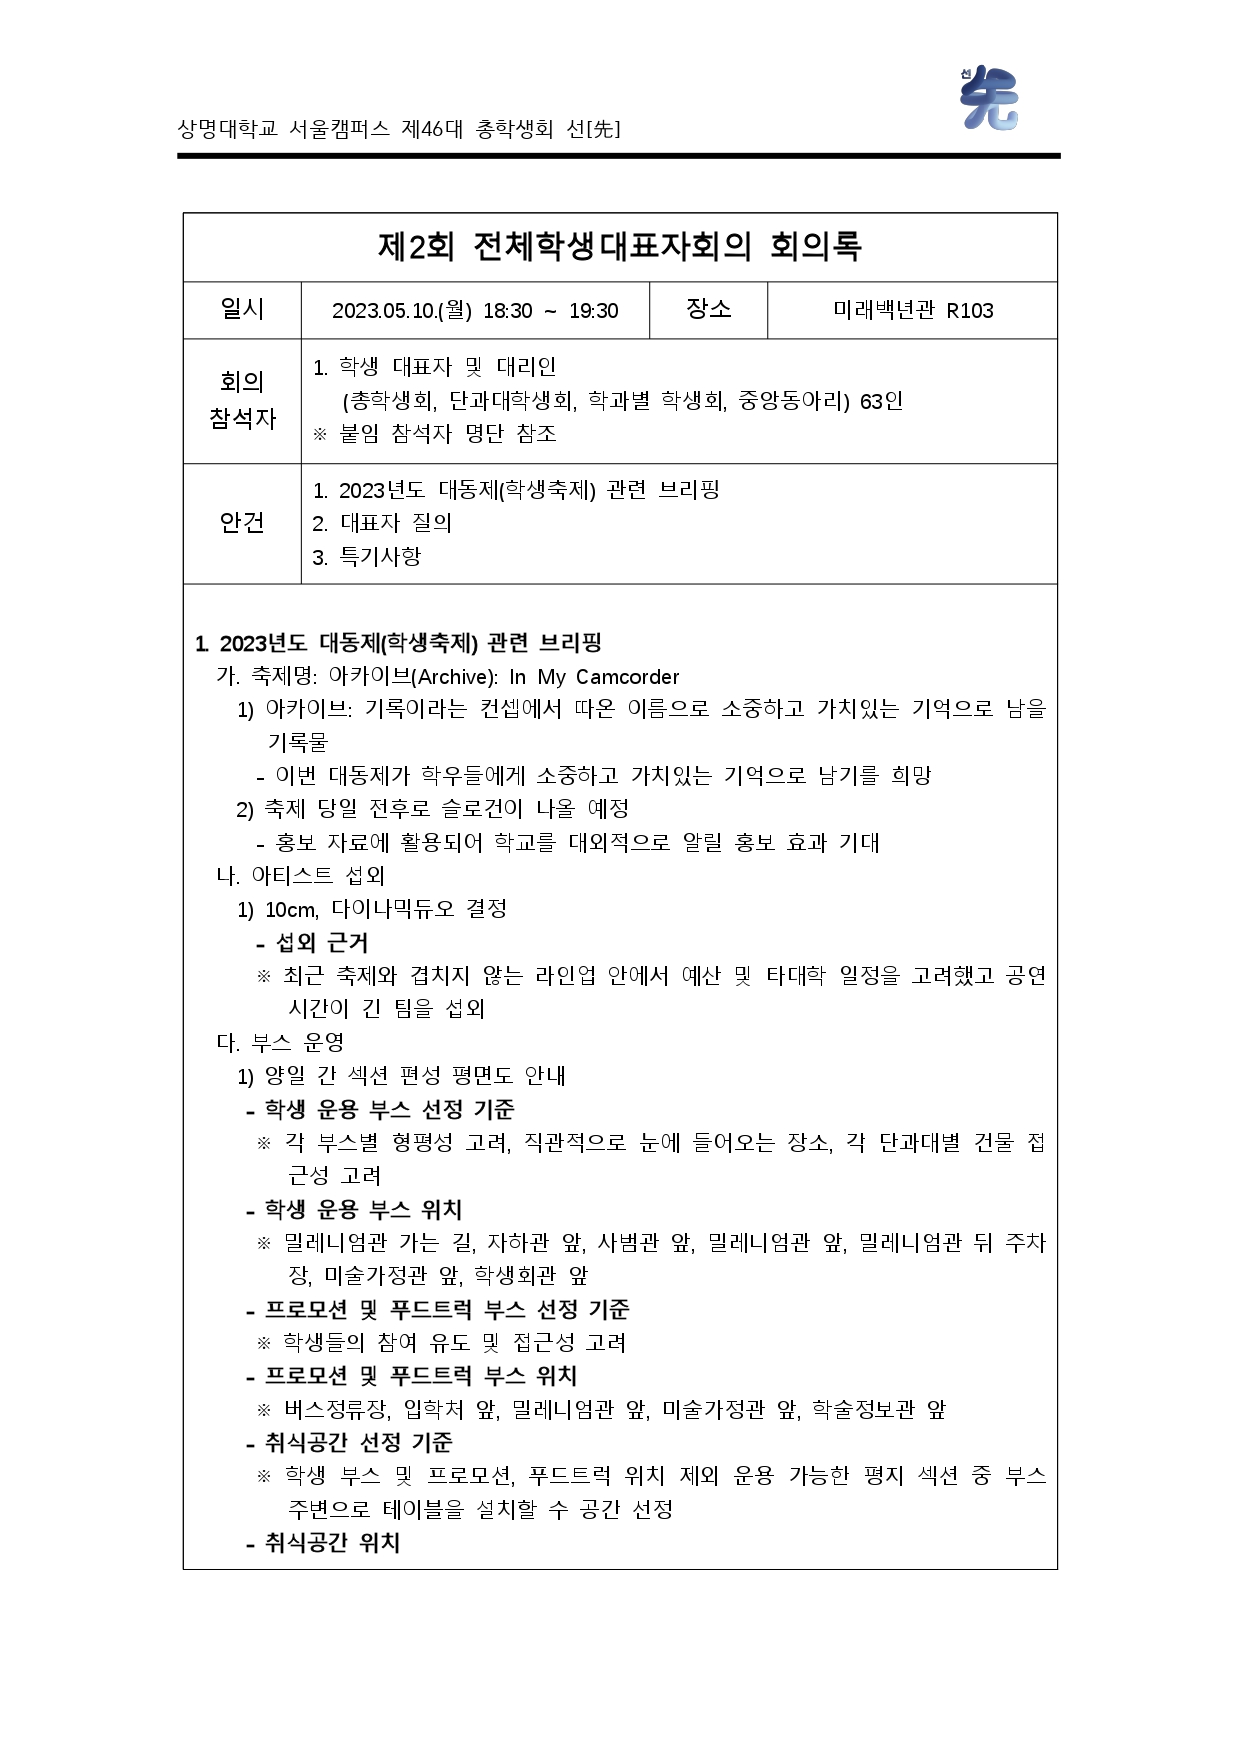 선 先
상명대학교 서울캠퍼스 제46대 총학생회 선[先]
제2회 전체학생대표자회의 회의록
일시 2023.05.10.(월) 18:30 ~ 19:30 장소 미래백년관 R103
회의 참석자
1. 학생 대표자 및 대리인
(총학생회, 단과대학생회, 학과별 학생회, 중앙동아리) 63인
※ 붙임 참석자 명단 참조
안건
1. 2023년도 대동제(학생축제) 관련 브리핑
2. 대표자 질의
3. 특기사항
1. 2023년도 대동제(학생축제) 관련 브리핑
가. 축제명: 아카이브(Archive): In My Camcorder
1) 아카이브: 기록이라는 컨셉에서 따온 이름으로 소중하고 가치있는 기억으로 남을
기록물
- 이번 대동제가 학우들에게 소중하고 가치있는 기억으로 남기를 희망
2) 축제 당일 전후로 슬로건이 나올 예정
- 홍보 자료에 활용되어 학교를 대외적으로 알릴 홍보 효과 기대
나. 아티스트 섭외
1) 10cm, 다이나믹듀오 결정
- 섭외 근거
※ 최근 축제와 겹치지 않는 라인업 안에서 예산 및 타대학 일정을 고려했고 공연
시간이 긴 팀을 섭외
다. 부스 운영
1) 양일 간 섹션 편성 평면도 안내
- 학생 운용 부스 선정 기준
※ 각 부스별 형평성 고려, 직관적으로 눈에 들어오는 장소, 각 단과대별 건물 접
근성 고려
- 학생 운용 부스 위치
※ 밀레니엄관 가는 길, 자하관 앞, 사범관 앞, 밀레니엄관 앞, 밀레니엄관 뒤 주차
장, 미술가정관 앞, 학생회관 앞
- 프로모션 및 푸드트럭 부스 선정 기준
※ 학생들의 참여 유도 및 접근성 고려
- 프로모션 및 푸드트럭 부스 위치
※ 버스정류장, 입학처 앞, 밀레니엄관 앞, 미술가정관 앞, 학술정보관 앞
- 취식공간 선정 기준
※ 학생 부스 및 프로모션, 푸드트럭 위치 제외 운용 가능한 평지 섹션 중 부스
주변으로 테이블을 설치할 수 공간 선정
- 취식공간 위치